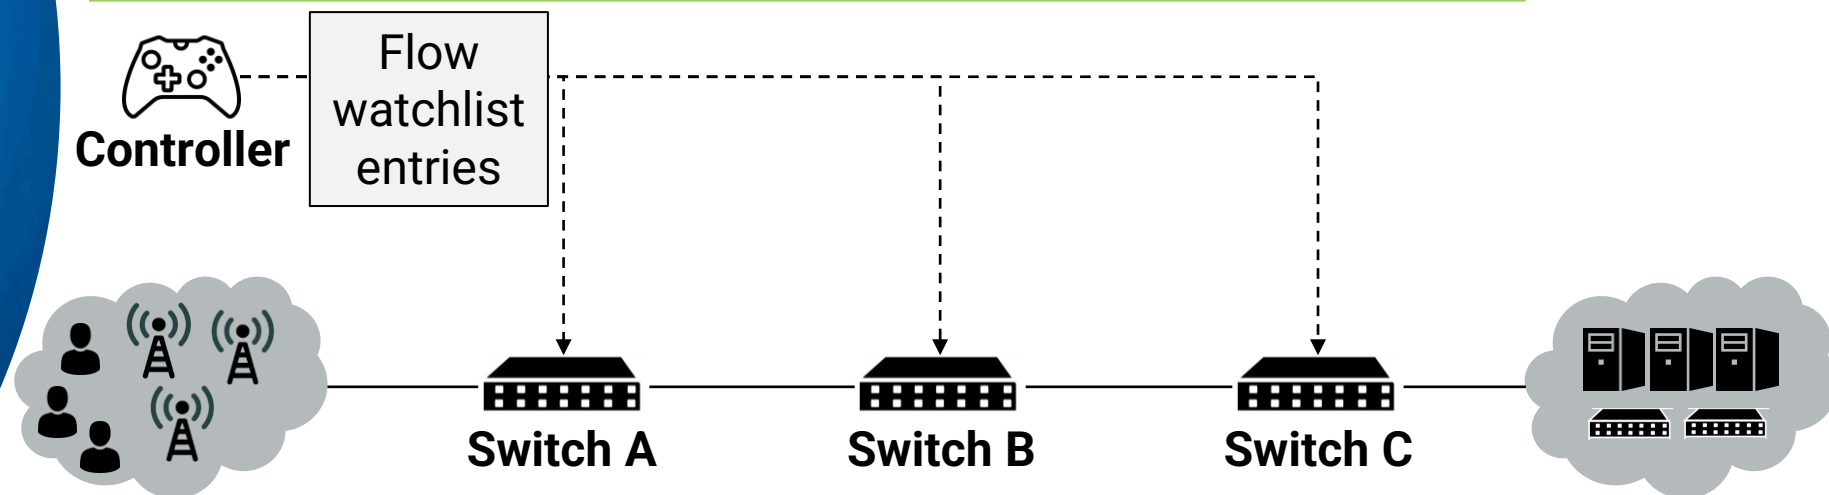 Flow
watchlist
entries
Controller
Switch A
Switch B
Switch C